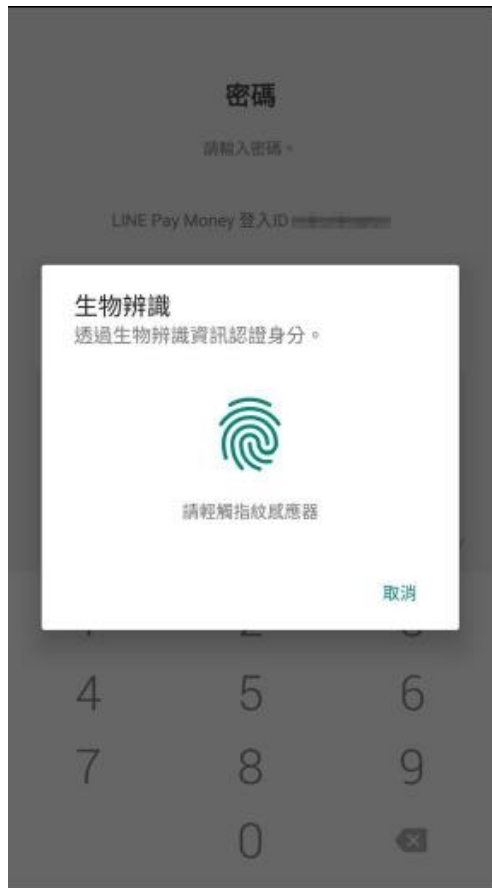 密碼
請輸入密碼。
LINE Pay Money 登入ID
生物辨識
透過生物辨識資訊認證身分。
請輕觸指紋感應器
取消
4 5 6
7 8 9
0